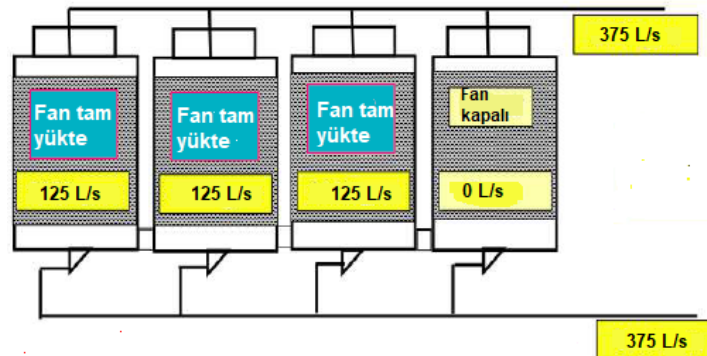 375 L/s
Fan tam
yükte
Fan tam
yükte
Fan tam
yükte
Fan
kapalı
125 L/s
125 L/s
125 L/s
0 L/s
375 L/s